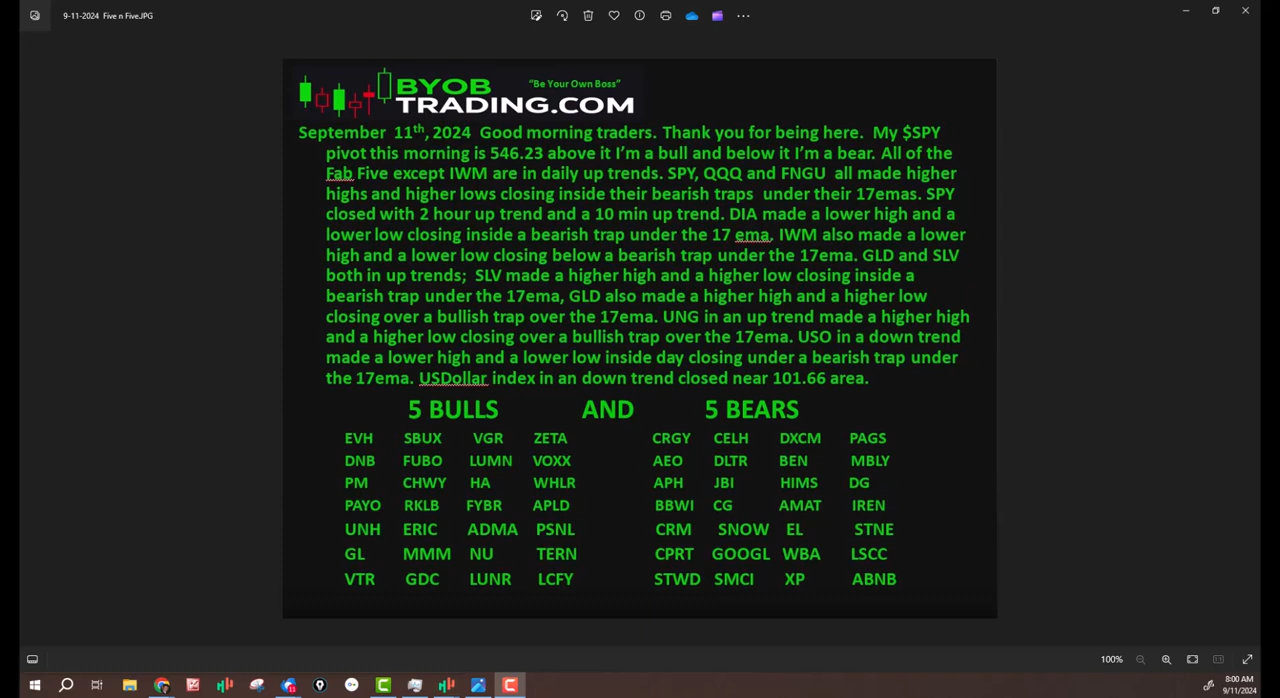 9-11-2024 Five n Five.JPG
BYOB "Be Your Own Boss"
TRADING.COM
September 11th, 2024 Good morning traders. Thank you for being here. My $SPY
pivot this morning is 546.23 above it I'm a bull and below it I'm a bear. All of the
Fab Five except IWM are in daily up trends. SPY, QQQ and FNGU all made higher
highs and higher lows closing inside their bearish traps under their 17emas. SPY
closed with 2 hour up trend and a 10 min up trend. DIA made a lower high and a
lower low closing inside a bearish trap under the 17 ema, IWM also made a lower
high and a lower low closing below a bearish trap under the 17ema. GLD and SLV
both in up trends; SLV made a higher high and a higher low closing inside a
bearish trap under the 17ema, GLD also made a higher high and a higher low
closing over a bullish trap over the 17ema. UNG in an up trend made a higher high
and a higher low closing over a bullish trap over the 17ema. USO in a down trend
made a lower high and a lower low inside day closing under a bearish trap under
the 17ema. USDollar index in an down trend closed near 101.66 area.
5 BULLS AND 5 BEARS
EVH SBUX VGR ZETA CRGY CELH DXCM PAGS
DNB FUBO LUMN VOXX AEO DLTR BEN MBLY
PM CHWY HA WHLR APH JBI HIMS DG
PAYO RKLB FYBR APLD BBWI CG AMAT IREN
UNH ERIC ADMA PSNL CRM SNOW EL STNE
GL MMM NU TERN CPRT GOOGL WBA LSCC
VTR GDC LUNR LCFY STWD SMCI XP ABNB
100%
8:00 AM
9/11/2024